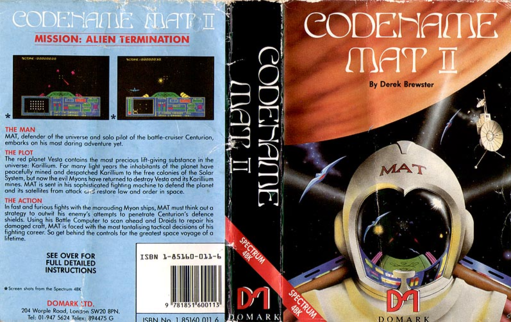 CODENAME MAT II
MISSION: ALIEN TERMINATION
*
*
THE MAN
MAT, defender of the universe and solo pilot of the battle-cruiser Centurion,
embarks on his most daring adventure yet.
THE PLOT
The red planet Vesta contains the most precious life-giving substance in the
universe: Karillium. For many light years the inhabitants of the planet have
peacefully mined and despatched Karillium to the free colonies of the Solar
System, but now the evil Myons have returned to destroy Vesta and its Karillium
mines. MAT is sent in his sophisticated fighting machine to defend the planet
and its satellites from attack and restore law and order in space.
THE ACTION
In fast and furious fights with the marauding Myon ships, MAT must think out a
strategy to outwit his enemy's attempts to penetrate Centurion's defence
shields. Using his Battle Computer to scan ahead and Droids to repair his
damaged craft, MAT is faced with the most tantalising tactical decisions of his
fighting career. So get behind the controls for the greatest space voyage of a
lifetime.
SEE OVER FOR
FULL DETAILED
INSTRUCTIONS
* Screen shots from the Spectrum 48K
DOMARK LTD.
204 Worple Road, London SW20 8PN.
Tel: 01-947 5624 Telex: 894475 G
ISBN 1-85160-011-6
9 781851 600113
ISBN No. 1 85160 011 6
CODENAME
MAT II
SPECTRUM
48K
DM
DOMARK
CODENAME
MAT II
By Derek Brewster
MAT
SPECTRUM
48K
DM
DOMARK